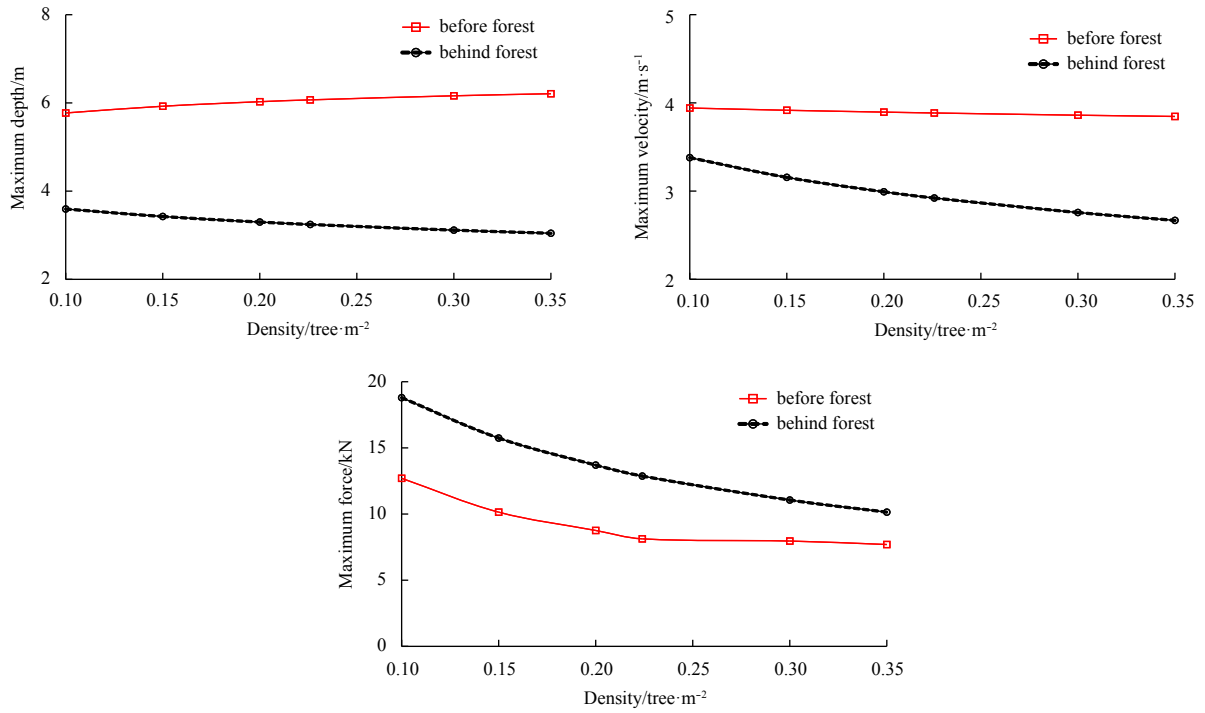 8
6
4
2
Maximum depth/m
before forest
behind forest
0.10 0.15 0.20 0.25 0.30 0.35
Density/tree·m⁻²
5
4
3
2
Maximum velocity/m·s⁻¹
before forest
behind forest
0.10 0.15 0.20 0.25 0.30 0.35
Density/tree·m⁻²
20
15
10
5
0
Maximum force/kN
before forest
behind forest
0.10 0.15 0.20 0.25 0.30 0.35
Density/tree·m⁻²